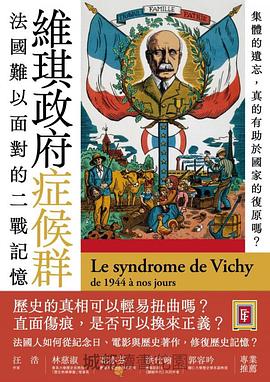 TRAVAIL FAMILLE PATRIE
集體的遺忘，真的有助於國家的復原嗎？
維琪政府症候群
法國難以面對的二戰記憶
Le syndrome de Vichy
de 1944 à nos jours
歷史的真相可以輕易扭曲嗎？
直面傷痕，是否可以換來正義？
法國人如何從紀念日、電影與歷史著作，修復歷史記憶？
汪浩
林慈淑
郭容吟
專業推薦